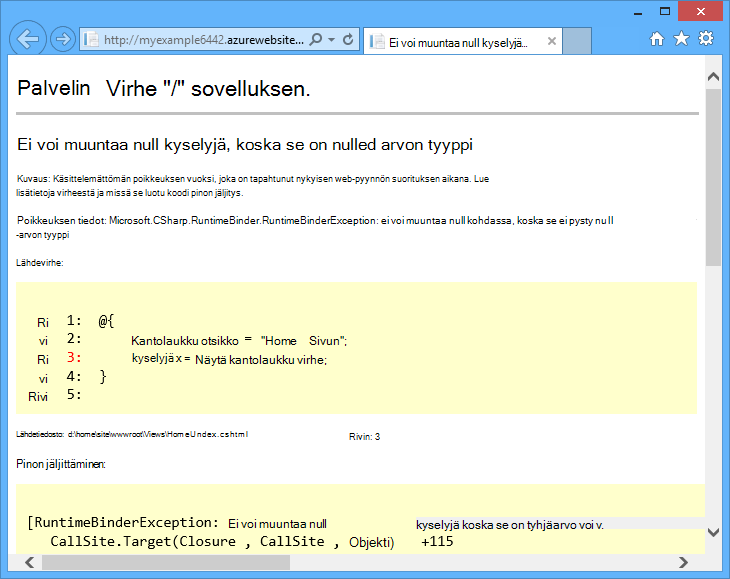 http://myexample6442.azurewebsite...
Ei voi muuntaa null kyselyjä...
Palvelin Virhe "/" sovelluksen.
Ei voi muuntaa null kyselyjä, koska se on nulled arvon tyyppi
Kuvaus: Käsittelemättömän poikkeuksen vuoksi, joka on tapahtunut nykyisen web-pyynnön suorituksen aikana. Lue
lisätietoja virheestä ja missä se luotu koodi pinon jäljitys.
Poikkeuksen tiedot: Microsoft.CSharp.RuntimeBinder.RuntimeBinderException: ei voi muuntaa null kohdassa, koska se ei pysty null
-arvon tyyppi
Lähdevirhe:
Ri 1: @{
vi 2: Kantolaukku otsikko = "Home Sivun";
Ri 3: kyselyjä x = Näytä kantolaukku virhe;
vi 4: }
Rivi 5:
Lähdetiedosto: d:\home\site\wwwroot\Views\Home\Index.cshtml Rivin: 3
Pinon jäljittäminen:
[RuntimeBinderException: Ei voi muuntaa null kyselyjä koska se on tyhjäarvo voi v.
CallSite.Target(Closure , CallSite , Objekti) +115